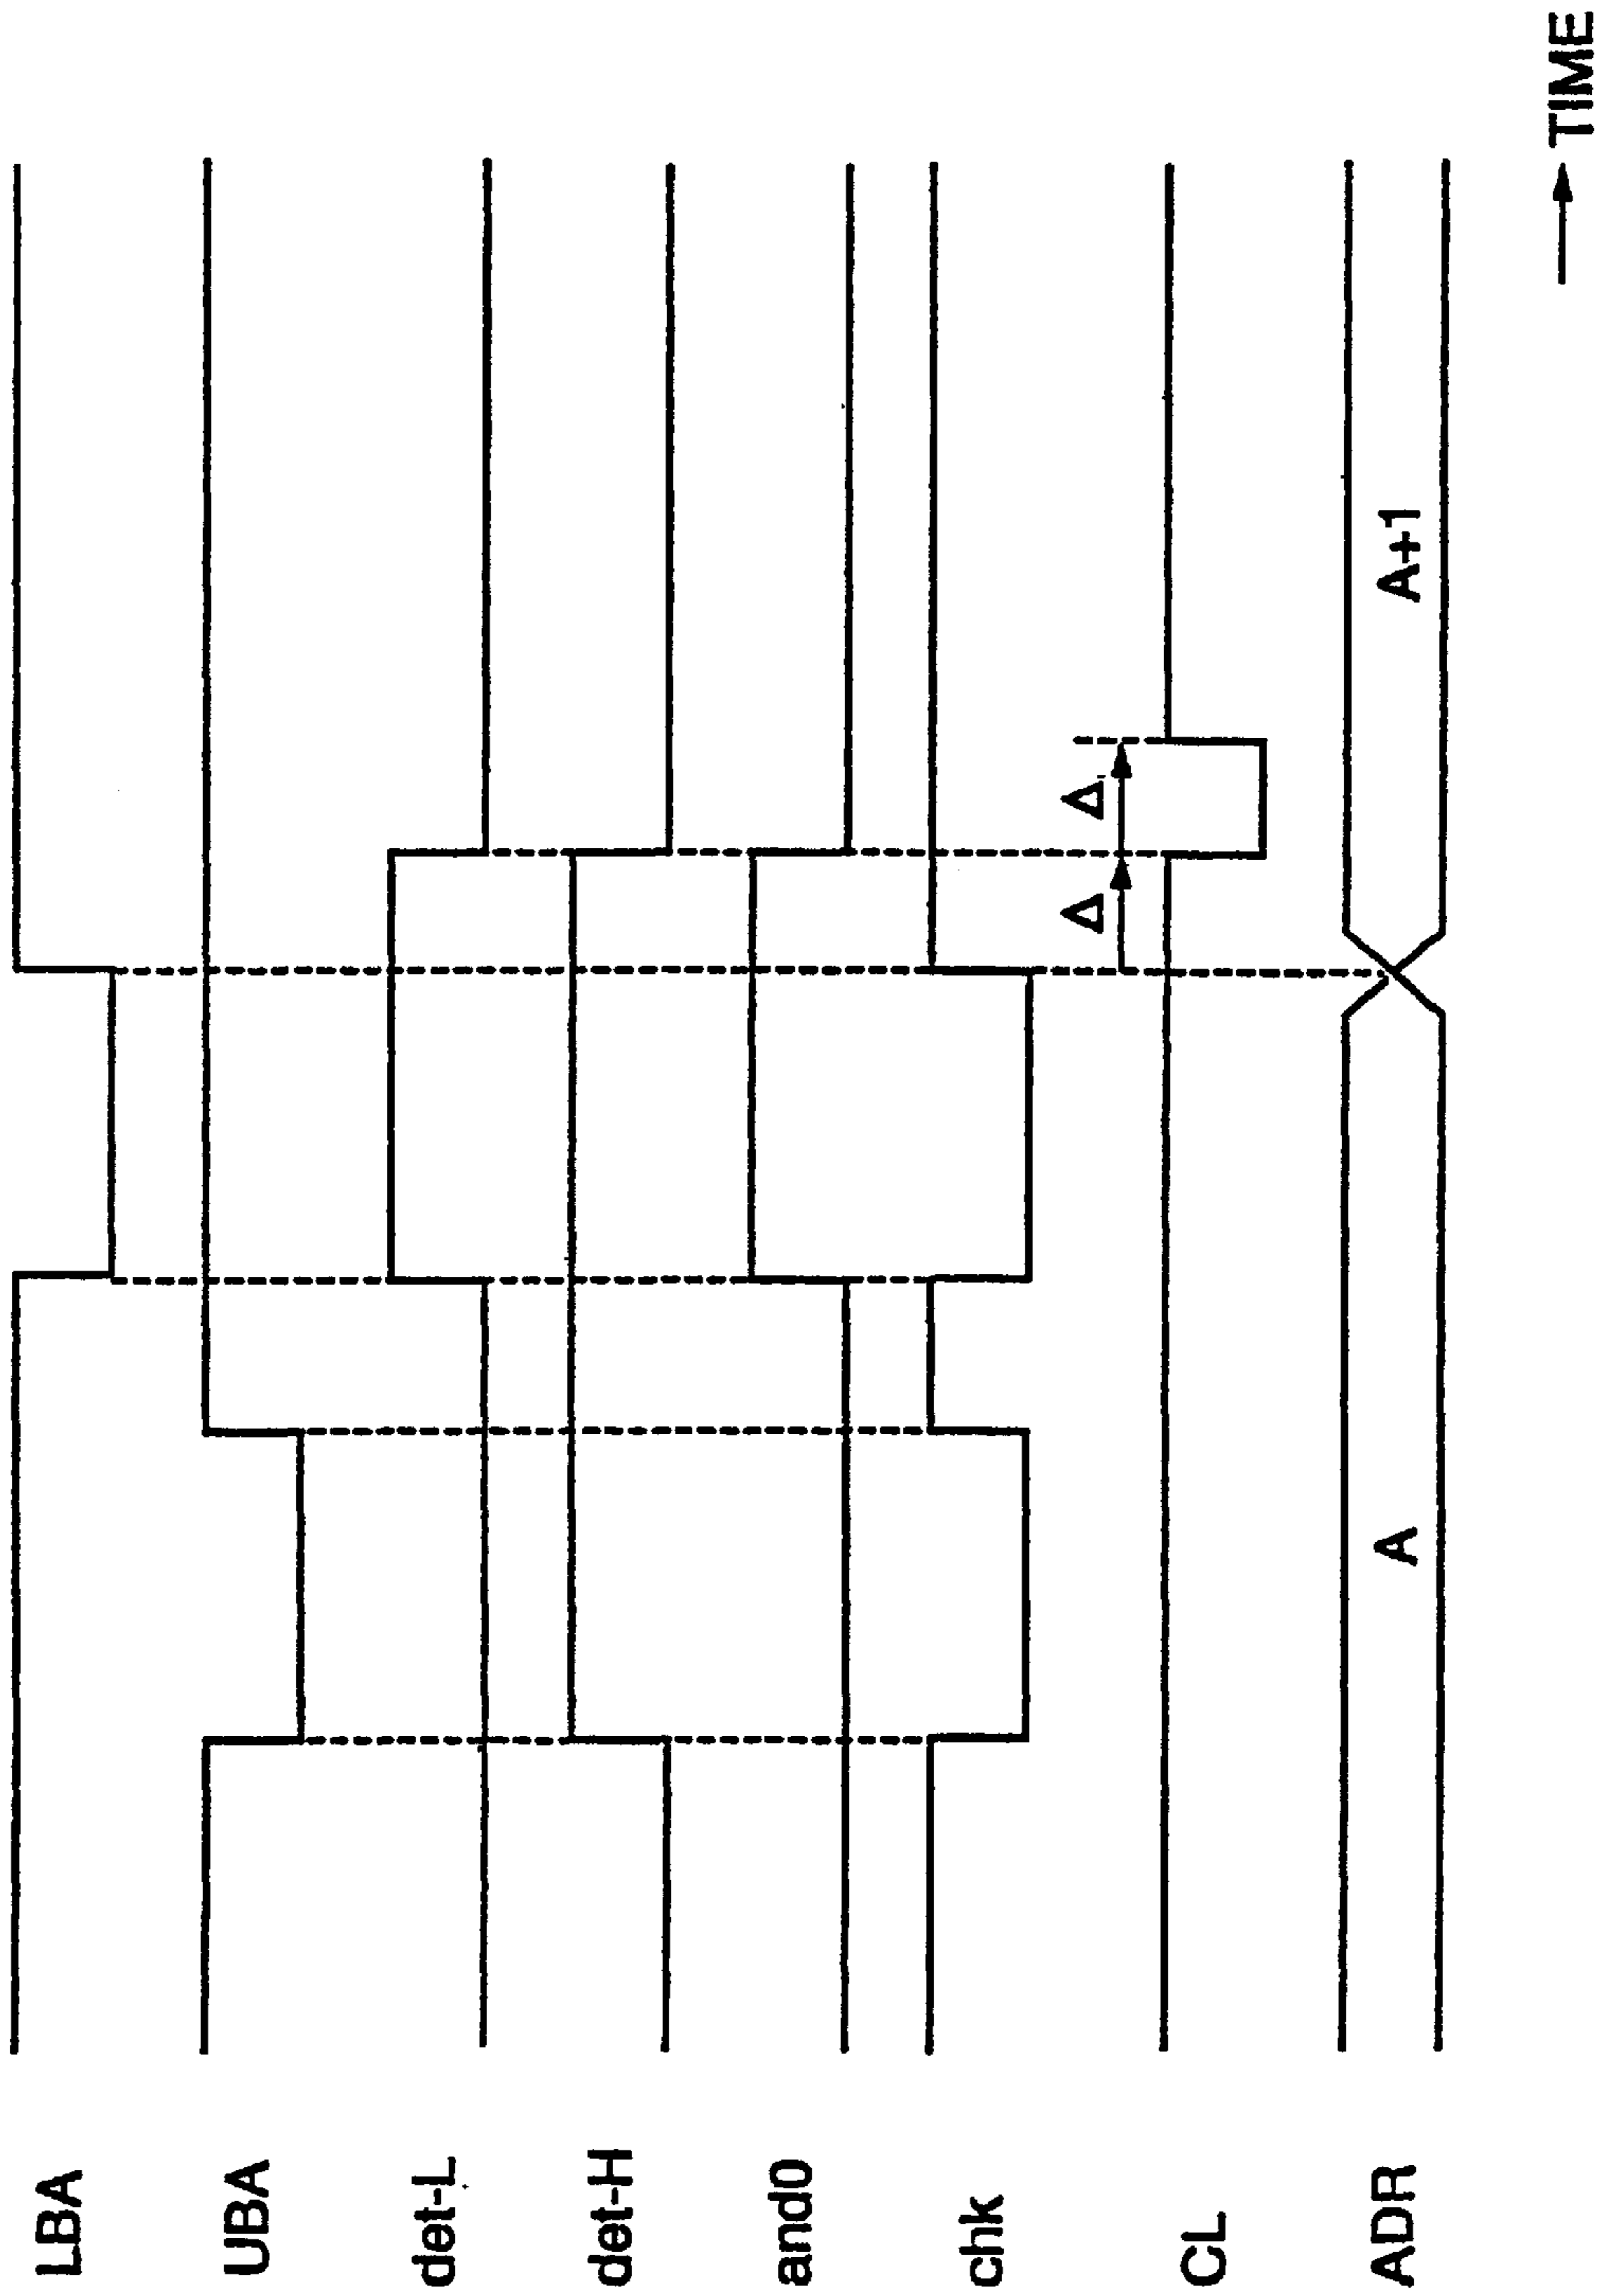 LBA
UBA
det-L
det-H
and0
chk
Δ Δ
CL
ADR A A+1
TIME